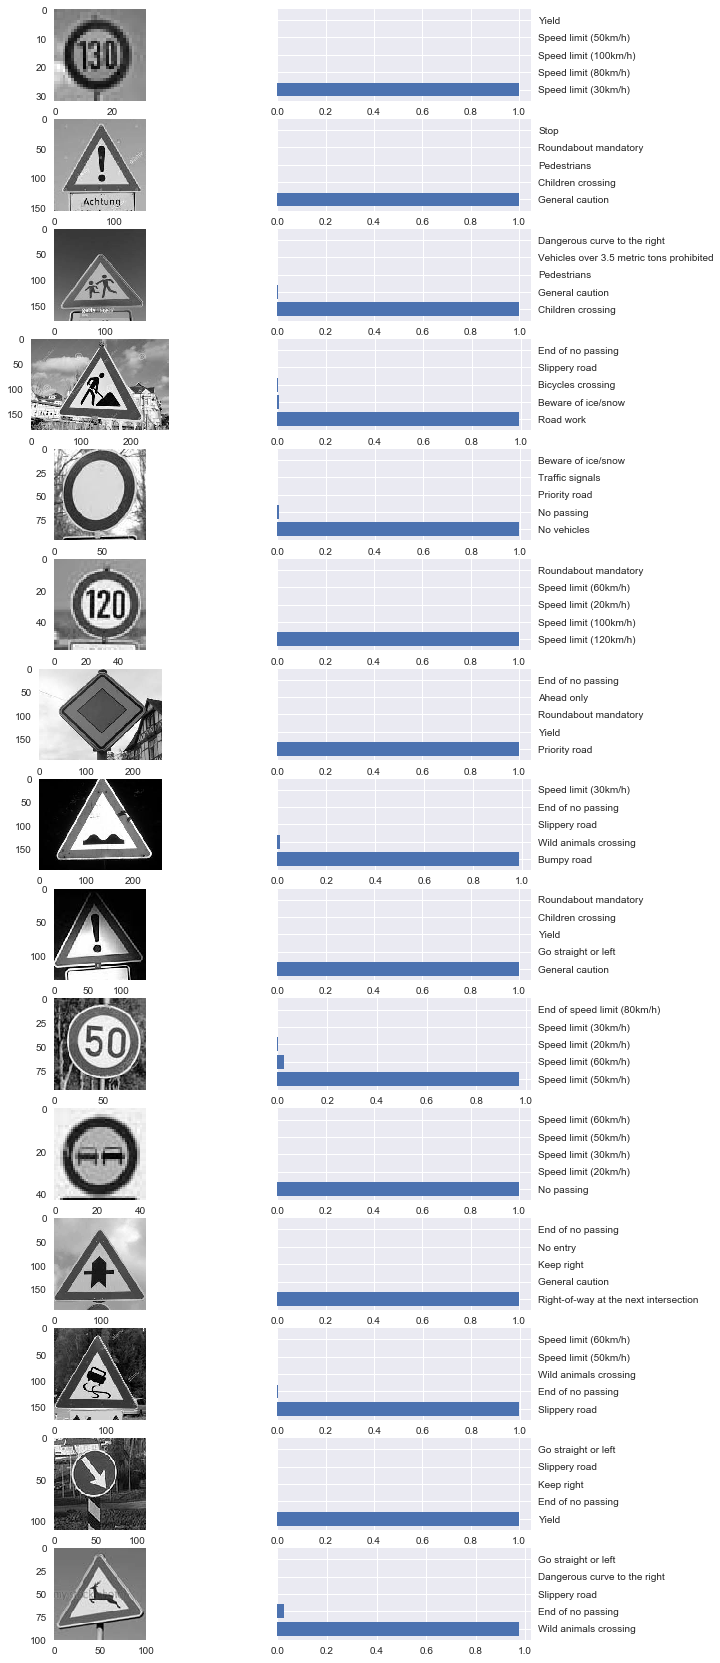 0
10
20
30
130
0 20
Yield
Speed limit (50km/h)
Speed limit (100km/h)
Speed limit (80km/h)
Speed limit (30km/h)
0.0 0.2 0.4 0.6 0.8 1.0
0
50
100
150
Achtung
0 100
Stop
Roundabout mandatory
Pedestrians
Children crossing
General caution
0.0 0.2 0.4 0.6 0.8 1.0
0
50
100
150
0 100
Dangerous curve to the right
Vehicles over 3.5 metric tons prohibited
Pedestrians
General caution
Children crossing
0.0 0.2 0.4 0.6 0.8 1.0
0
50
100
150
0 100 200
End of no passing
Slippery road
Bicycles crossing
Beware of ice/snow
Road work
0.0 0.2 0.4 0.6 0.8 1.0
0
25
50
75
0 50
Beware of ice/snow
Traffic signals
Priority road
No passing
No vehicles
0.0 0.2 0.4 0.6 0.8 1.0
0
20
40
120
0 20 40
Roundabout mandatory
Speed limit (60km/h)
Speed limit (20km/h)
Speed limit (100km/h)
Speed limit (120km/h)
0.0 0.2 0.4 0.6 0.8 1.0
0
50
100
150
0 100 200
End of no passing
Ahead only
Roundabout mandatory
Yield
Priority road
0.0 0.2 0.4 0.6 0.8 1.0
0
50
100
150
0 100 200
Speed limit (30km/h)
End of no passing
Slippery road
Wild animals crossing
Bumpy road
0.0 0.2 0.4 0.6 0.8 1.0
0
50
100
0 50 100
Roundabout mandatory
Children crossing
Yield
Go straight or left
General caution
0.0 0.2 0.4 0.6 0.8 1.0
0
25
50
75
50
0 50
End of speed limit (80km/h)
Speed limit (30km/h)
Speed limit (20km/h)
Speed limit (60km/h)
Speed limit (50km/h)
0.0 0.2 0.4 0.6 0.8 1.0
0
20
40
0 20 40
Speed limit (60km/h)
Speed limit (50km/h)
Speed limit (30km/h)
Speed limit (20km/h)
No passing
0.0 0.2 0.4 0.6 0.8 1.0
0
50
100
150
0 100
End of no passing
No entry
Keep right
General caution
Right-of-way at the next intersection
0.0 0.2 0.4 0.6 0.8 1.0
0
50
100
150
0 100
Speed limit (60km/h)
Speed limit (50km/h)
Wild animals crossing
End of no passing
Slippery road
0.0 0.2 0.4 0.6 0.8 1.0
0
50
100
0 50 100
Go straight or left
Slippery road
Keep right
End of no passing
Yield
0.0 0.2 0.4 0.6 0.8 1.0
0
25
50
75
100
0 50 100
Go straight or left
Dangerous curve to the right
Slippery road
End of no passing
Wild animals crossing
0.0 0.2 0.4 0.6 0.8 1.0